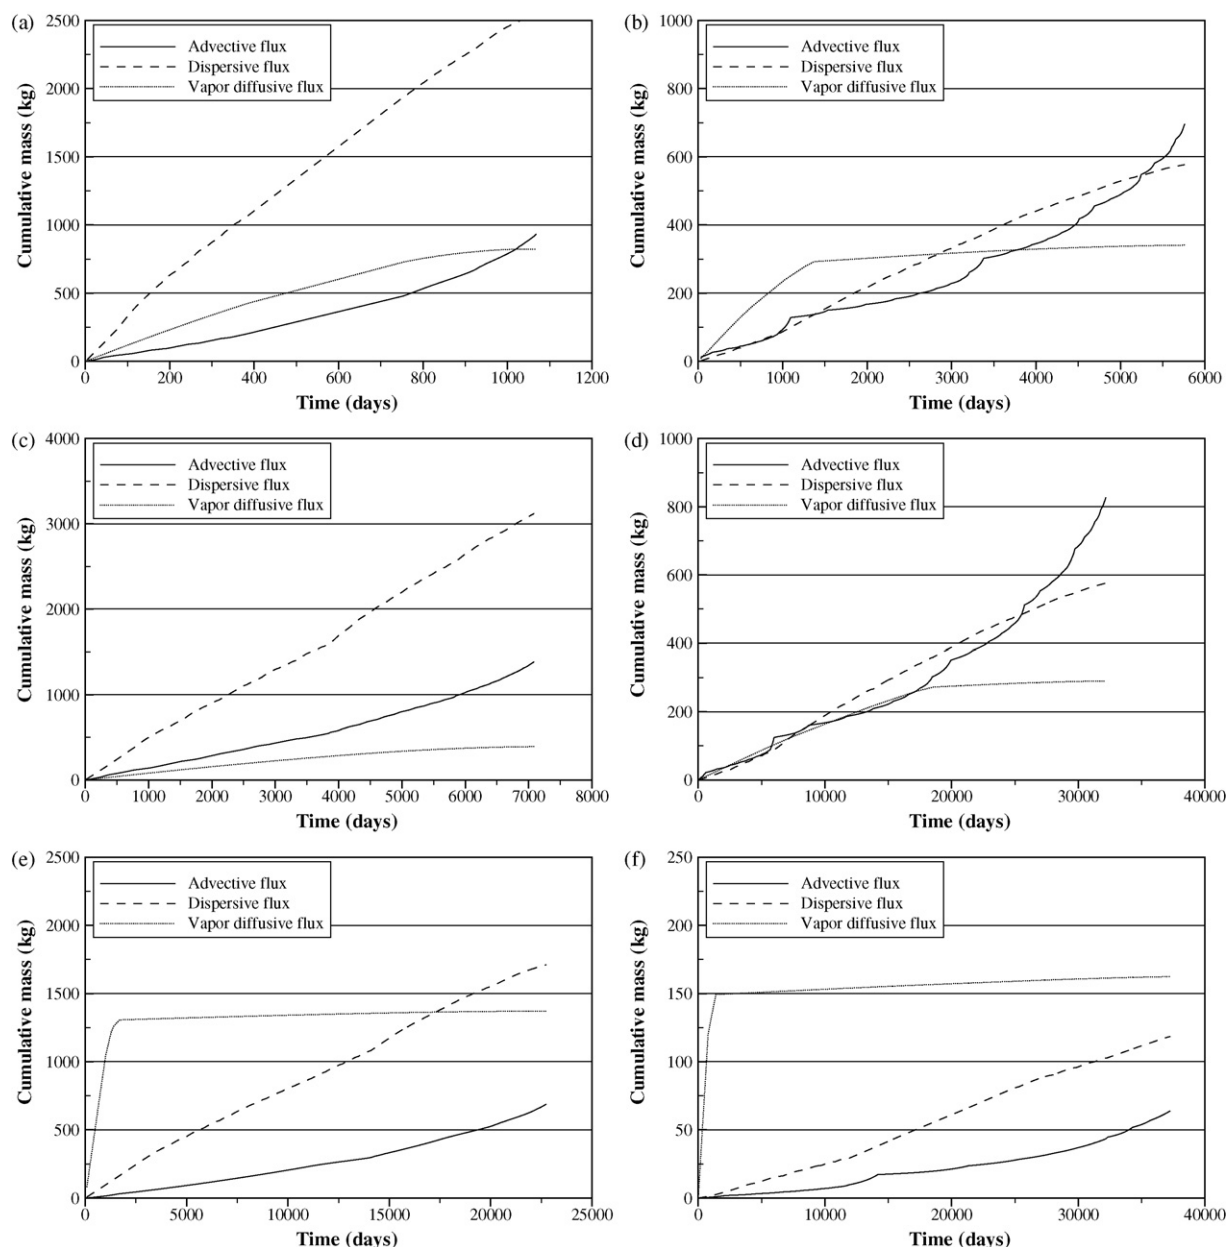 (a)
2500
2000
1500
1000
500
0
Cumulative mass (kg)
Advective flux
Dispersive flux
Vapor diffusive flux
0 200 400 600 800 1000 1200
Time (days)
(b)
1000
800
600
400
200
0
Cumulative mass (kg)
Advective flux
Dispersive flux
Vapor diffusive flux
0 1000 2000 3000 4000 5000 6000
Time (days)
(c)
4000
3000
2000
1000
0
Cumulative mass (kg)
Advective flux
Dispersive flux
Vapor diffusive flux
0 1000 2000 3000 4000 5000 6000 7000 8000
Time (days)
(d)
1000
800
600
400
200
0
Cumulative mass (kg)
Advective flux
Dispersive flux
Vapor diffusive flux
0 10000 20000 30000 40000
Time (days)
(e)
2500
2000
1500
1000
500
0
Cumulative mass (kg)
Advective flux
Dispersive flux
Vapor diffusive flux
0 5000 10000 15000 20000 25000
Time (days)
(f)
250
200
150
100
50
0
Cumulative mass (kg)
Advective flux
Dispersive flux
Vapor diffusive flux
0 10000 20000 30000 40000
Time (days)